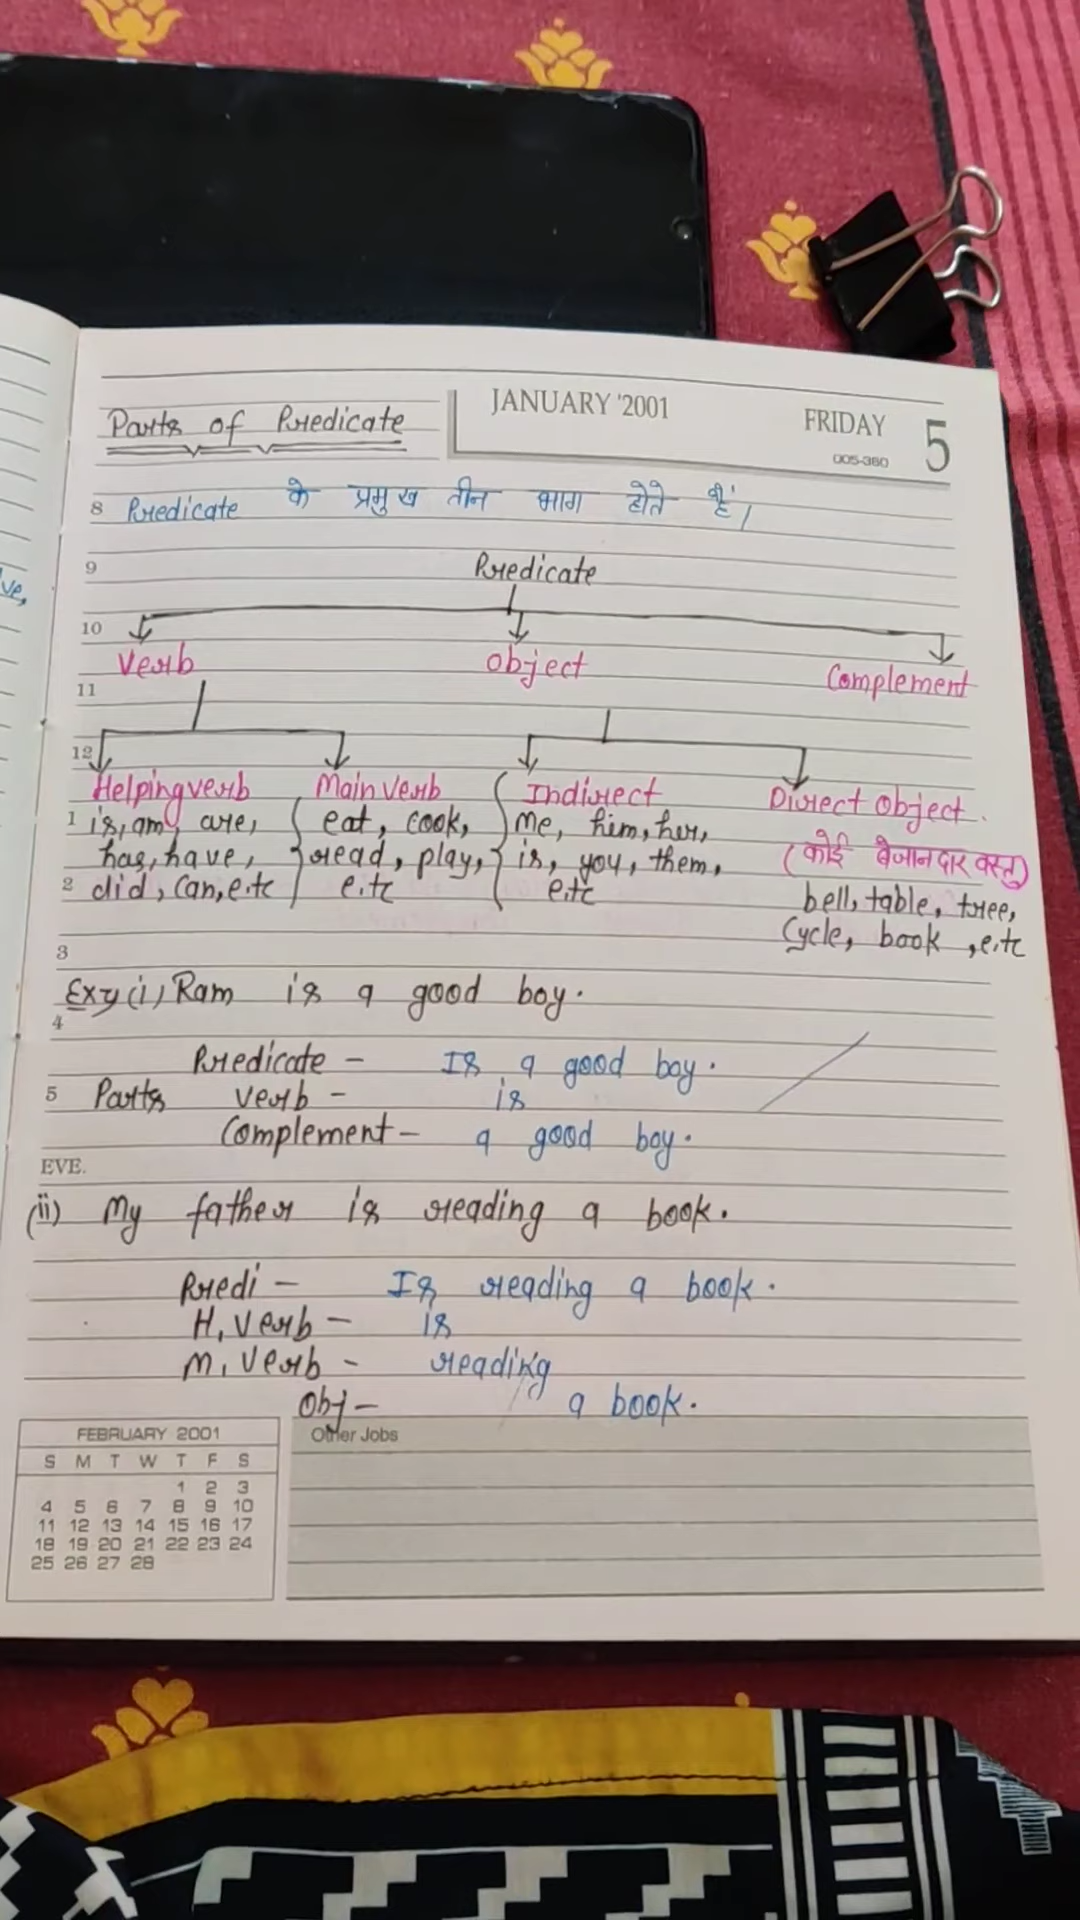 JANUARY '2001
FRIDAY 5
005-360
Parts of Predicate
8 Predicate के प्रमुख तीन भाग होते हैं।
9 Predicate
10
Verb Object Complement
11
12
Helping verb Main verb Indirect Direct object.
1 is, am, are, eat, cook, me, him, her, (कोई बेजानदार वस्तु)
has, have, read, play, is, you, them,
2 did, can, e.tc e.tc e.tc bell, table, tree,
Cycle, book, e.tc
3
Ex, (i) Ram is a good boy.
4
Predicate - Is a good boy.
5 Parts verb - is
Complement - a good boy.
EVE.
(ii) My father is reading a book.
Predi - Is reading a book.
H, Verb - is
M, Verb - reading
Obj - a book.
FEBRUARY 2001
S M T W T F S
1 2 3
4 5 6 7 8 9 10
11 12 13 14 15 16 17
18 19 20 21 22 23 24
25 26 27 28
Other Jobs
ve,